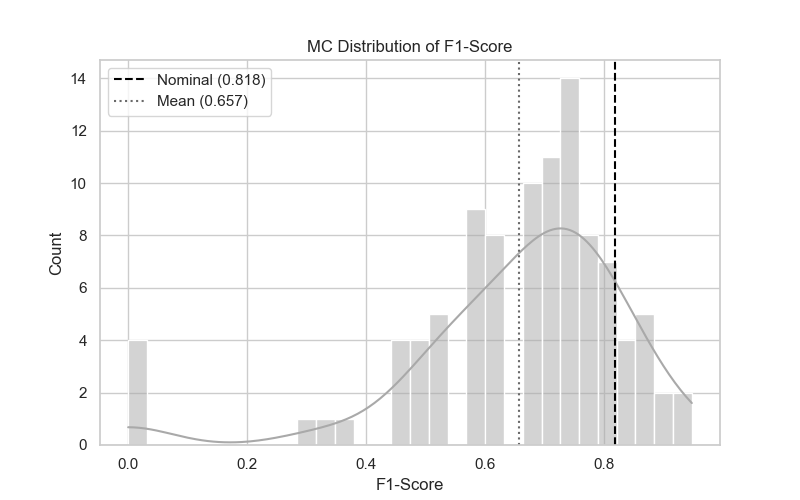 MC Distribution of F1-Score
Nominal (0.818)
Mean (0.657)
14
12
10
8
6
4
2
0
Count
0.0 0.2 0.4 0.6 0.8
F1-Score